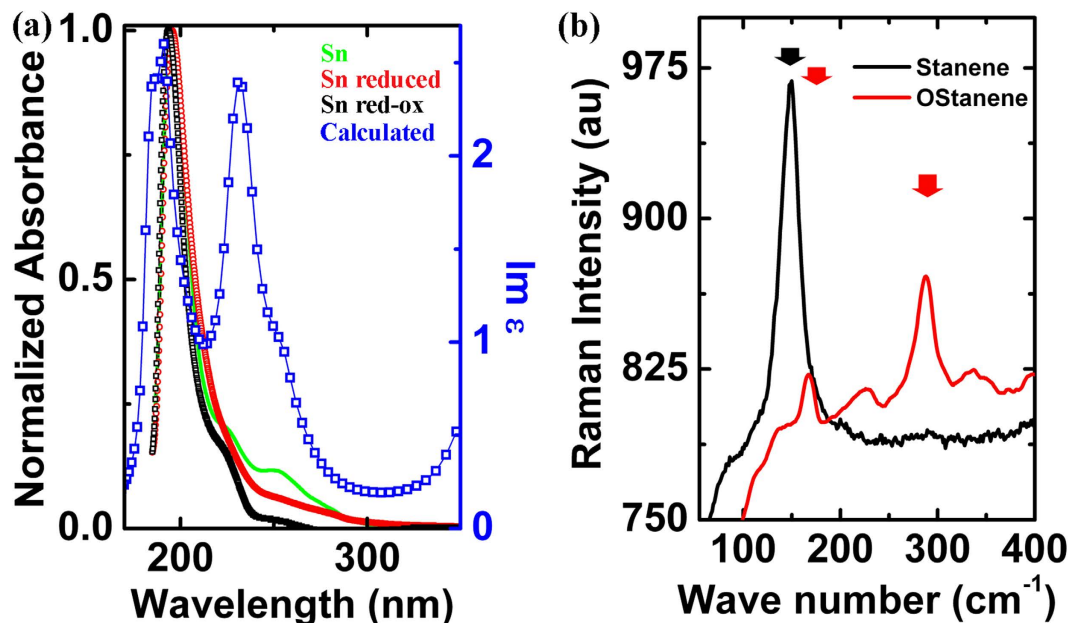 (a)
1.0
0.5
0.0
Normalized Absorbance
Sn
Sn reduced
Sn red-ox
Calculated
2
1
0
Im ε
200
300
Wavelength (nm)
(b)
975
900
825
750
Raman Intensity (au)
Stanene
OStanene
100
200
300
400
Wave number (cm⁻¹)